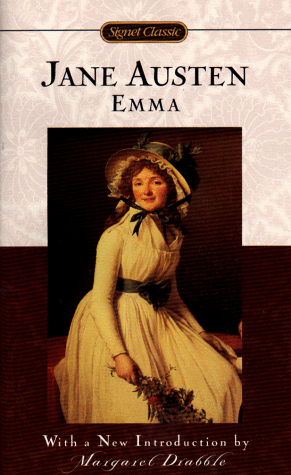 Signet Classic
JANE AUSTEN
EMMA
With a New Introduction by
Margaret Drabble